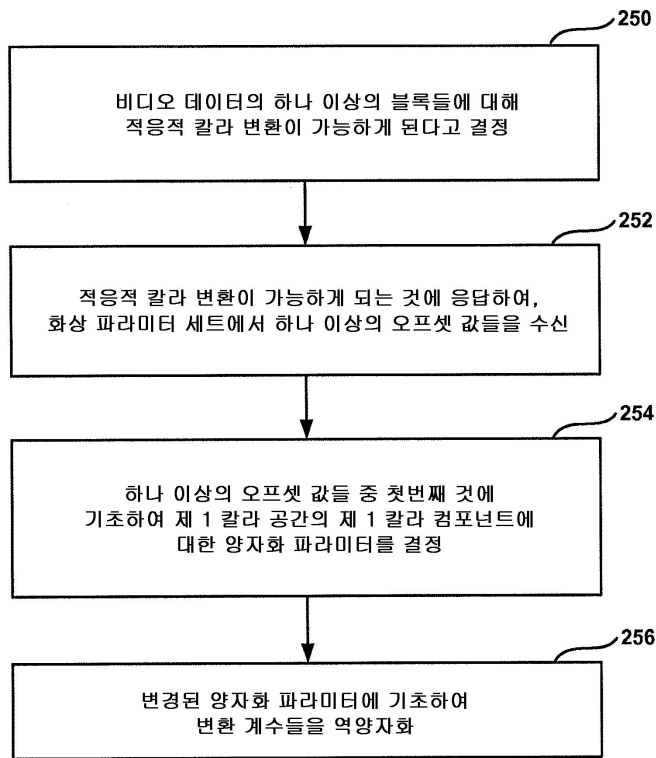 250
비디오 데이터의 하나 이상의 블록들에 대해
적응적 칼라 변환이 가능하게 된다고 결정
252
적응적 칼라 변환이 가능하게 되는 것에 응답하여,
화상 파라미터 세트에서 하나 이상의 오프셋 값들을 수신
254
하나 이상의 오프셋 값들 중 첫번째 것에
기초하여 제 1 칼라 공간의 제 1 칼라 컴포넌트에
대한 양자화 파라미터를 결정
256
변경된 양자화 파라미터에 기초하여
변환 계수들을 역양자화